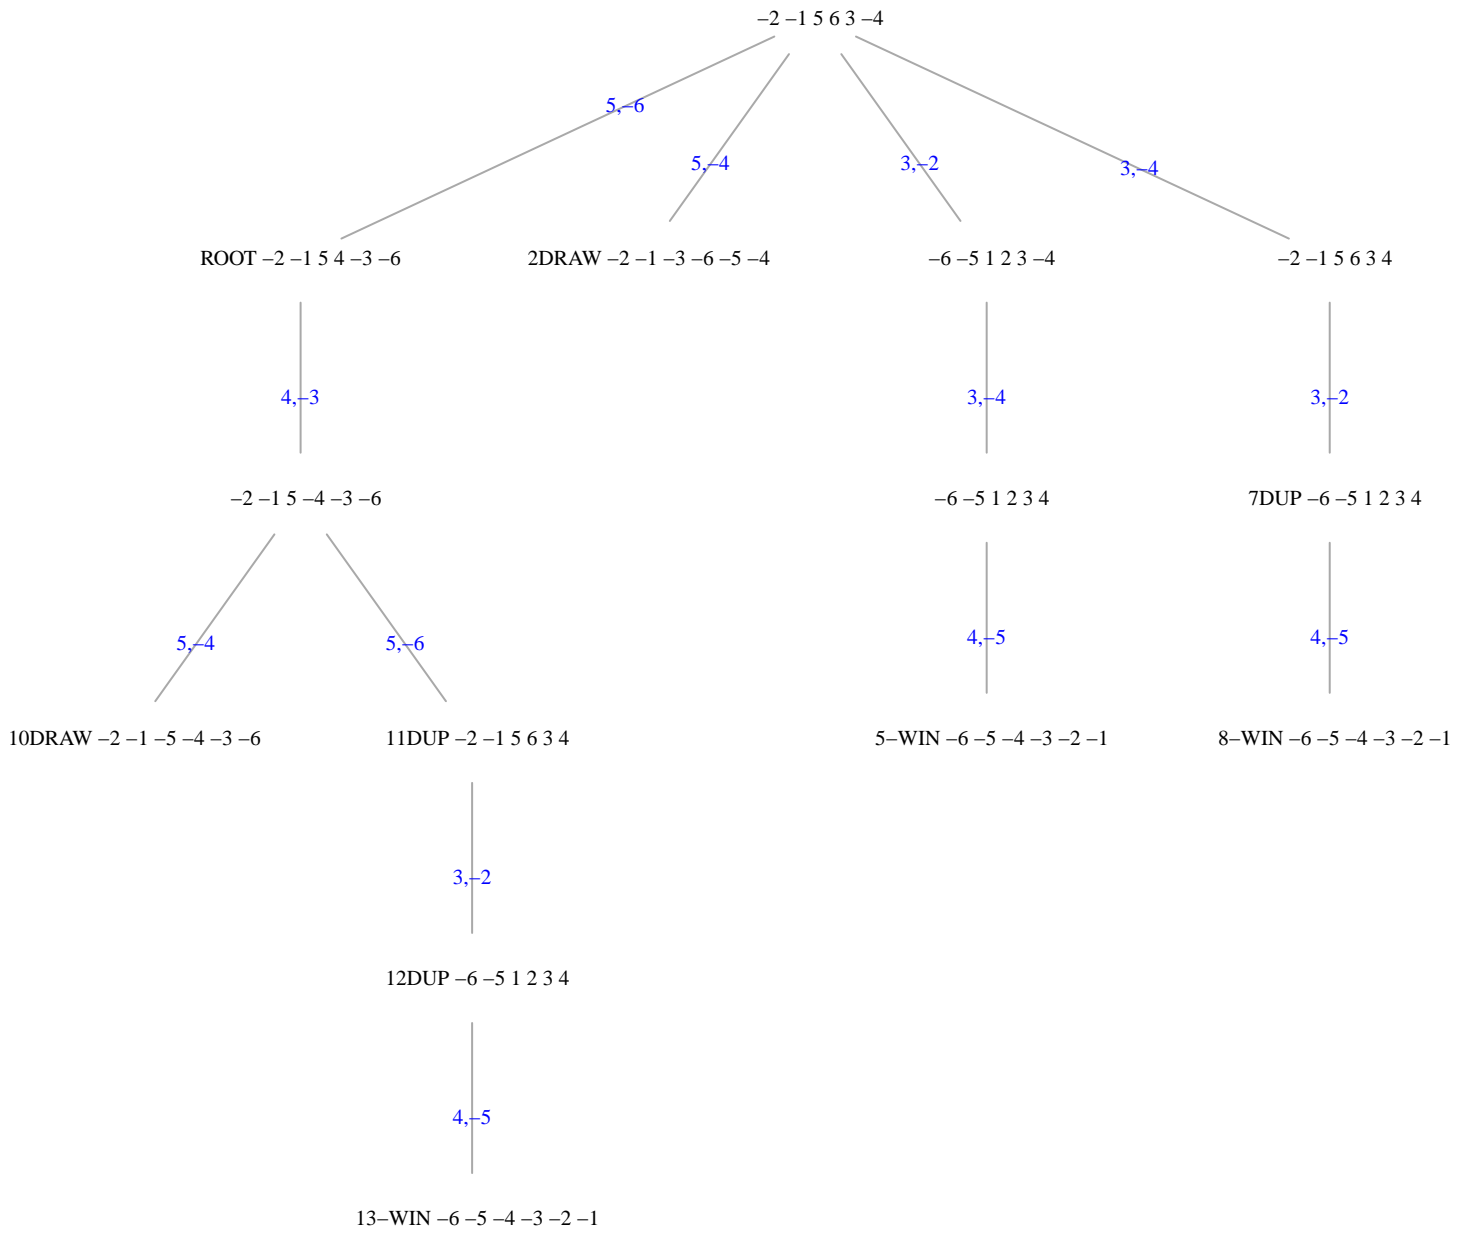 –2 –1 5 6 3 –4
5,–6
5,–4
3,–2
3,–4
ROOT –2 –1 5 4 –3 –6
2DRAW –2 –1 –3 –6 –5 –4
–6 –5 1 2 3 –4
–2 –1 5 6 3 4
4,–3
3,–4
3,–2
–2 –1 5 –4 –3 –6
–6 –5 1 2 3 4
7DUP –6 –5 1 2 3 4
5,–4
5,–6
4,–5
4,–5
10DRAW –2 –1 –5 –4 –3 –6
11DUP –2 –1 5 6 3 4
5–WIN –6 –5 –4 –3 –2 –1
8–WIN –6 –5 –4 –3 –2 –1
3,–2
12DUP –6 –5 1 2 3 4
4,–5
13–WIN –6 –5 –4 –3 –2 –1